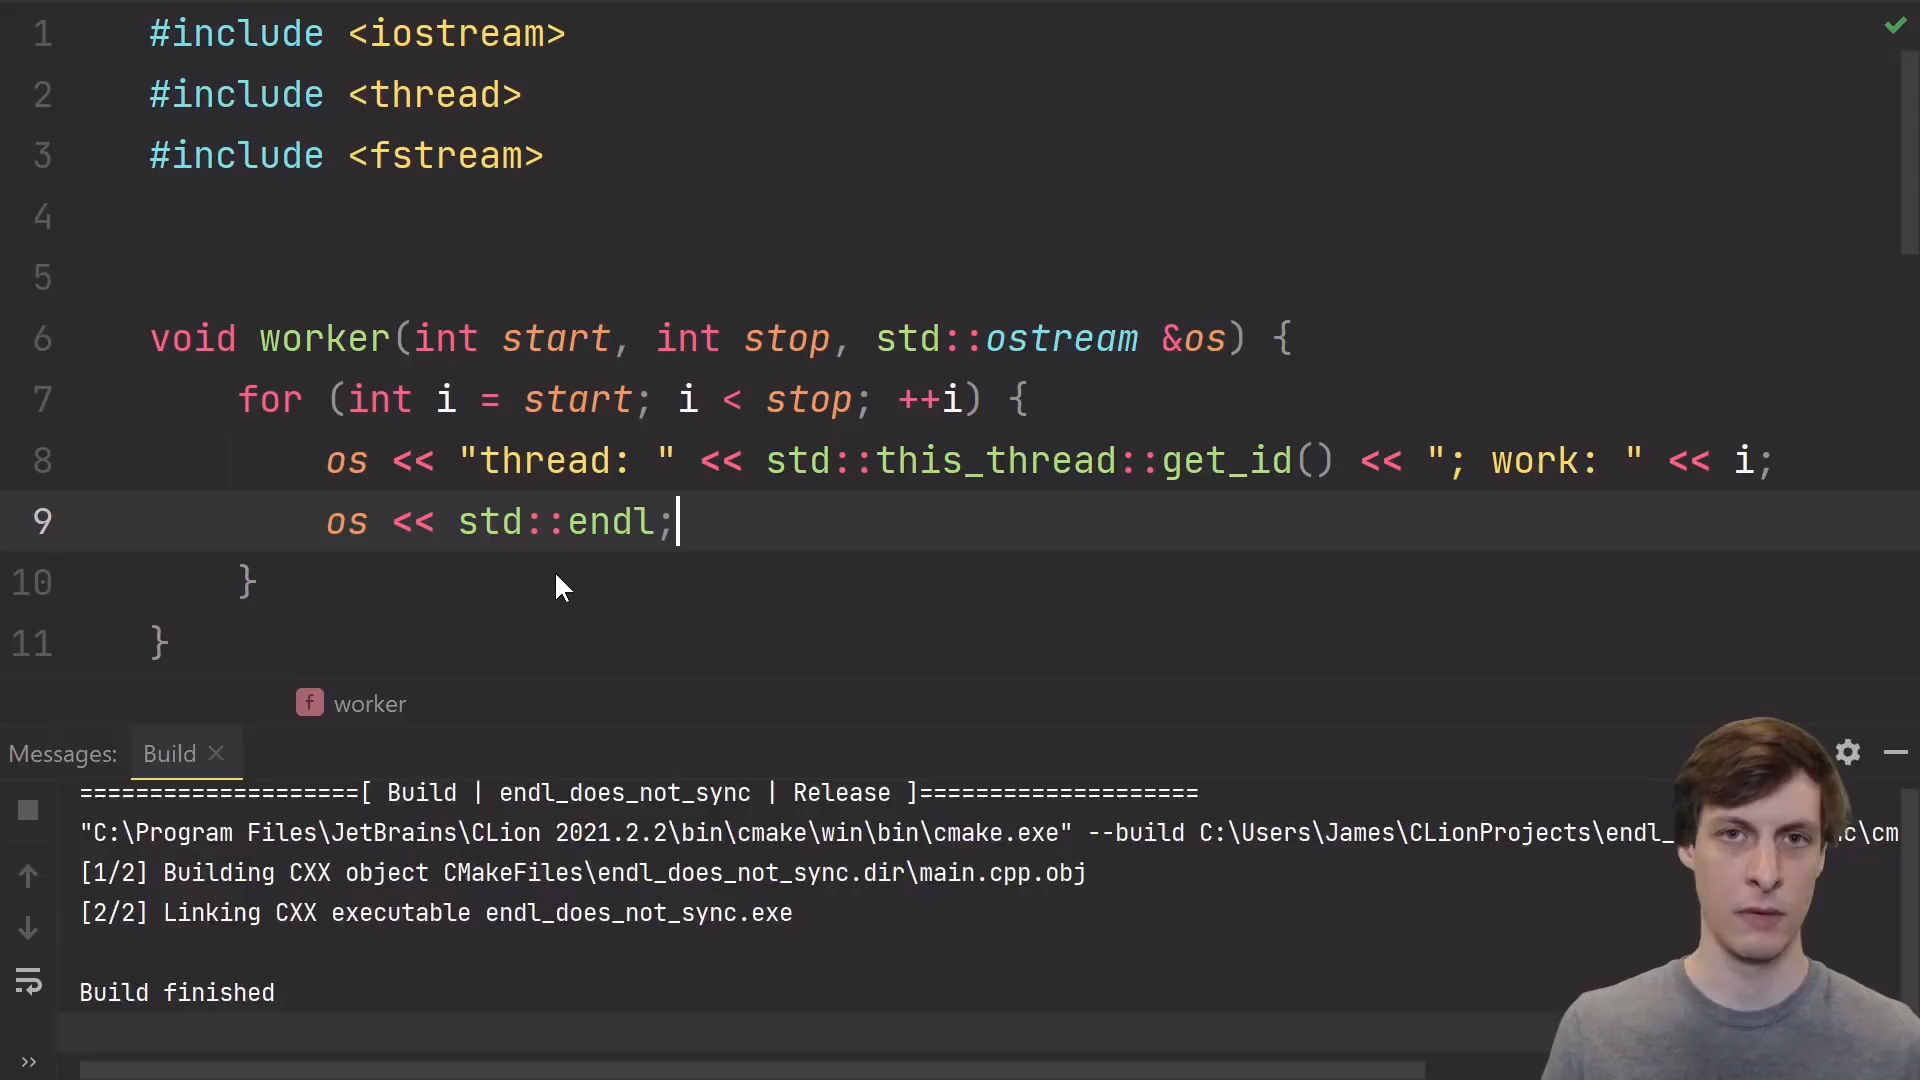 1 #include <iostream>
2 #include <thread>
3 #include <fstream>
4
5
6 void worker(int start, int stop, std::ostream &os) {
7 for (int i = start; i < stop; ++i) {
8 os << "thread: " << std::this_thread::get_id() << "; work: " << i;
9 os << std::endl;
10 }
11 }
f worker
Messages: Build ×
====================[ Build | endl_does_not_sync | Release ]====================
"C:\Program Files\JetBrains\CLion 2021.2.2\bin\cmake\win\bin\cmake.exe" --build C:\Users\James\CLionProjects\endl_ c\cm
[1/2] Building CXX object CMakeFiles\endl_does_not_sync.dir\main.cpp.obj
[2/2] Linking CXX executable endl_does_not_sync.exe
Build finished